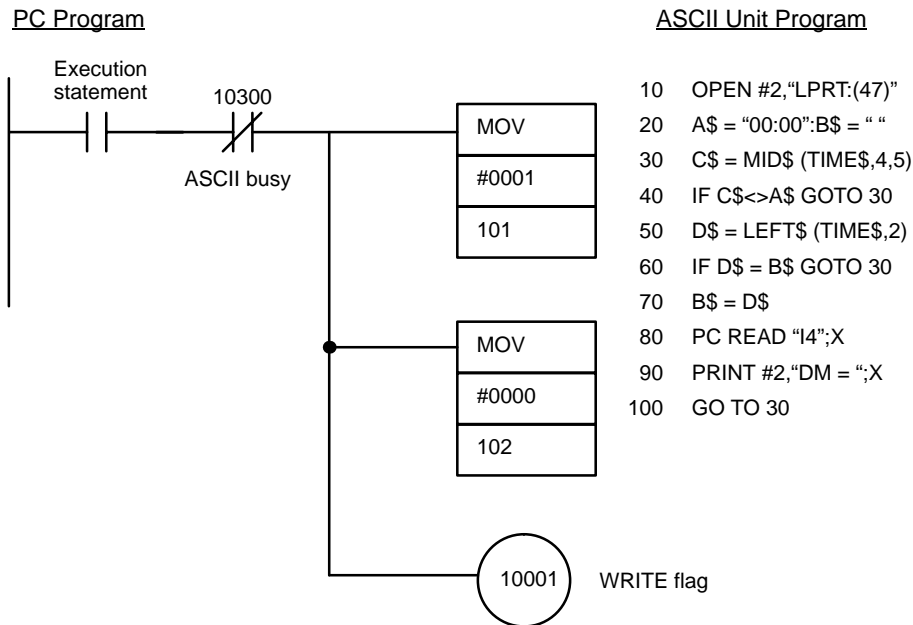 PC Program
Execution
statement
10300
ASCII busy
MOV
#0001
101
MOV
#0000
102
10001
WRITE flag
ASCII Unit Program
10 OPEN #2,“LPRT:(47)”
20 A$ = “00:00”:B$ = “ “
30 C$ = MID$ (TIME$,4,5)
40 IF C$<>A$ GOTO 30
50 D$ = LEFT$ (TIME$,2)
60 IF D$ = B$ GOTO 30
70 B$ = D$
80 PC READ “I4”;X
90 PRINT #2,“DM = “;X
100 GO TO 30